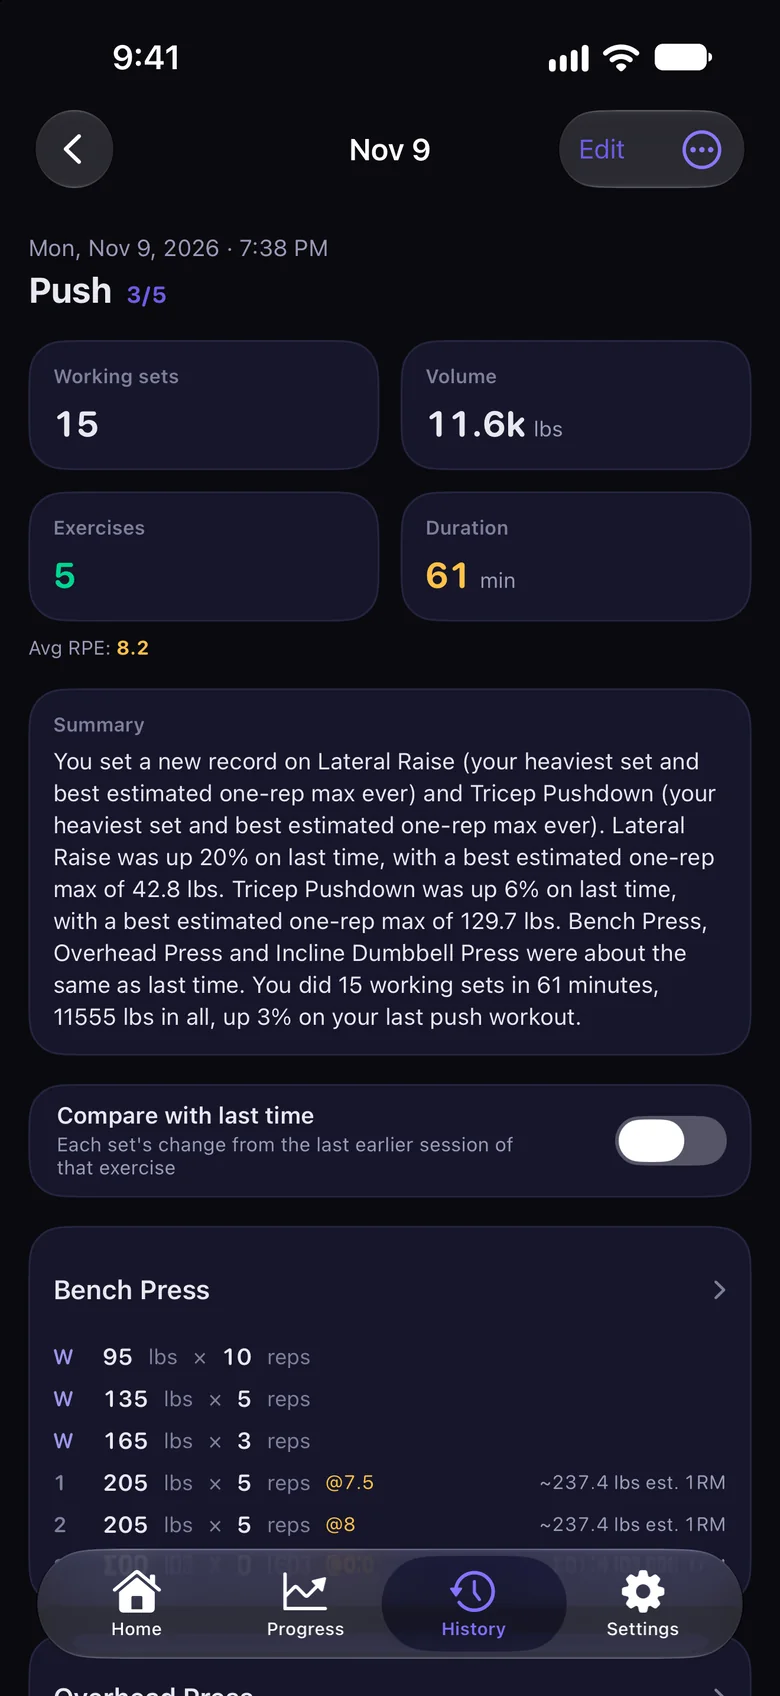 9:41
Nov 9
Edit
Mon, Nov 9, 2026 · 7:38 PM
Push 3/5
Working sets
15
Volume
11.6k lbs
Exercises
5
Duration
61 min
Avg RPE: 8.2
Summary
You set a new record on Lateral Raise (your heaviest set and
best estimated one-rep max ever) and Tricep Pushdown (your
heaviest set and best estimated one-rep max ever). Lateral
Raise was up 20% on last time, with a best estimated one-rep
max of 42.8 lbs. Tricep Pushdown was up 6% on last time,
with a best estimated one-rep max of 129.7 lbs. Bench Press,
Overhead Press and Incline Dumbbell Press were about the
same as last time. You did 15 working sets in 61 minutes,
11555 lbs in all, up 3% on your last push workout.
Compare with last time
Each set's change from the last earlier session of
that exercise
Bench Press
W 95 lbs × 10 reps
W 135 lbs × 5 reps
W 165 lbs × 3 reps
1 205 lbs × 5 reps @7.5 ~237.4 lbs est. 1RM
2 205 lbs × 5 reps @8 ~237.4 lbs est. 1RM
Home
Progress
History
Settings
Overhead Press